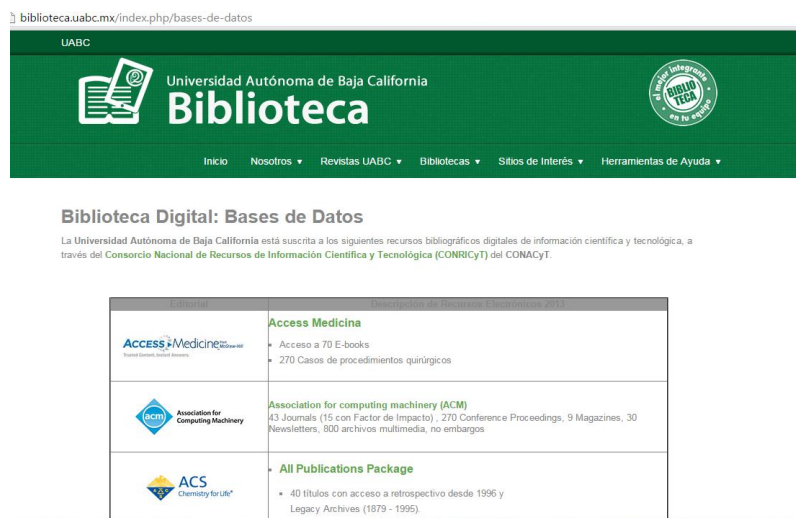 biblioteca.uabc.mx/index.php/bases-de-datos
UABC
Universidad Autónoma de Baja California
Biblioteca
el mejor integrante
BIBLIO
TECA
en tu equipo
Inicio Nosotros ▾ Revistas UABC ▾ Bibliotecas ▾ Sitios de Interés ▾ Herramientas de Ayuda ▾
Biblioteca Digital: Bases de Datos
La Universidad Autónoma de Baja California está suscrita a los siguientes recursos bibliográficos digitales de información científica y tecnológica, a
través del Consorcio Nacional de Recursos de Información Científica y Tecnológica (CONRICyT) del CONACyT.
Editorial Descripción de Recursos Electrónicos 2013
ACCESS Medicine
Trusted Content. Instant Answers.
Access Medicina
▪ Acceso a 70 E-books
▪ 270 Casos de procedimientos quirúrgicos
acm
Association for
Computing Machinery
Association for computing machinery (ACM)
43 Journals (15 con Factor de Impacto) , 270 Conference Proceedings, 9 Magazines, 30
Newsletters, 800 archivos multimedia, no embargos
ACS
Chemistry for Life®
▪ All Publications Package
▪ 40 títulos con acceso a retrospectivo desde 1996 y
Legacy Archives (1879 - 1995).